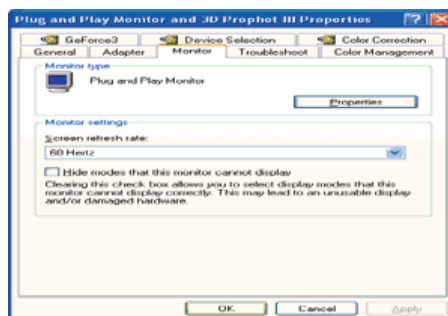 Plug and Play Monitor and 3D Prophet III Properties
GeForce3 Device Selection Color Correction
General Adapter Monitor Troubleshoot Color Management
Monitor type
Plug and Play Monitor
Properties
Monitor settings
Screen refresh rate:
60 Hertz
Hide modes that this monitor cannot display
Clearing this check box allows you to select display modes that this
monitor cannot display correctly. This may lead to an unusable display
and/or damaged hardware.
OK Cancel Apply